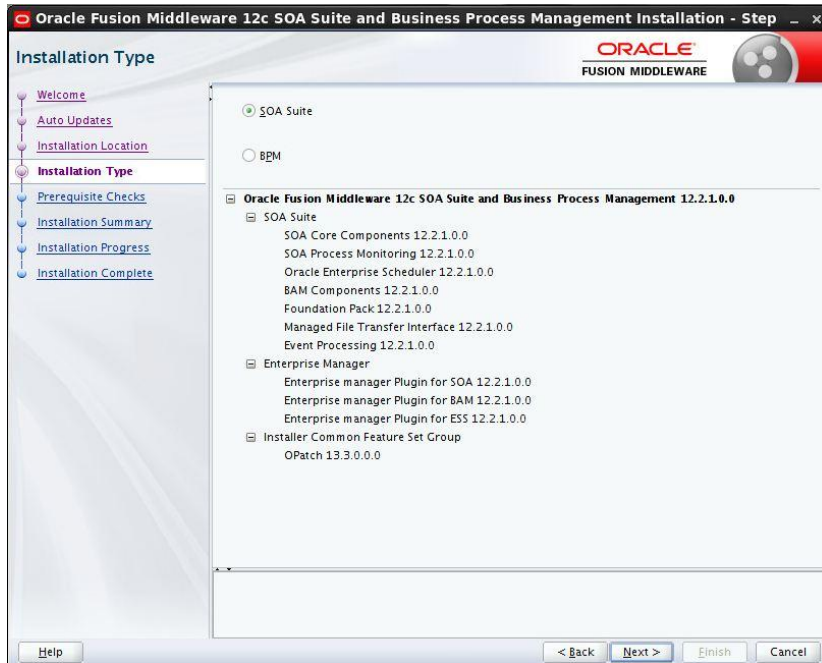 Oracle Fusion Middleware 12c SOA Suite and Business Process Management Installation - Step
Installation Type
ORACLE
FUSION MIDDLEWARE
Welcome
Auto Updates
Installation Location
Installation Type
Prerequisite Checks
Installation Summary
Installation Progress
Installation Complete
SOA Suite
BPM
Oracle Fusion Middleware 12c SOA Suite and Business Process Management 12.2.1.0.0
SOA Suite
SOA Core Components 12.2.1.0.0
SOA Process Monitoring 12.2.1.0.0
Oracle Enterprise Scheduler 12.2.1.0.0
BAM Components 12.2.1.0.0
Foundation Pack 12.2.1.0.0
Managed File Transfer Interface 12.2.1.0.0
Event Processing 12.2.1.0.0
Enterprise Manager
Enterprise manager Plugin for SOA 12.2.1.0.0
Enterprise manager Plugin for BAM 12.2.1.0.0
Enterprise manager Plugin for ESS 12.2.1.0.0
Installer Common Feature Set Group
OPatch 13.3.0.0.0
Help
< Back
Next >
Finish
Cancel